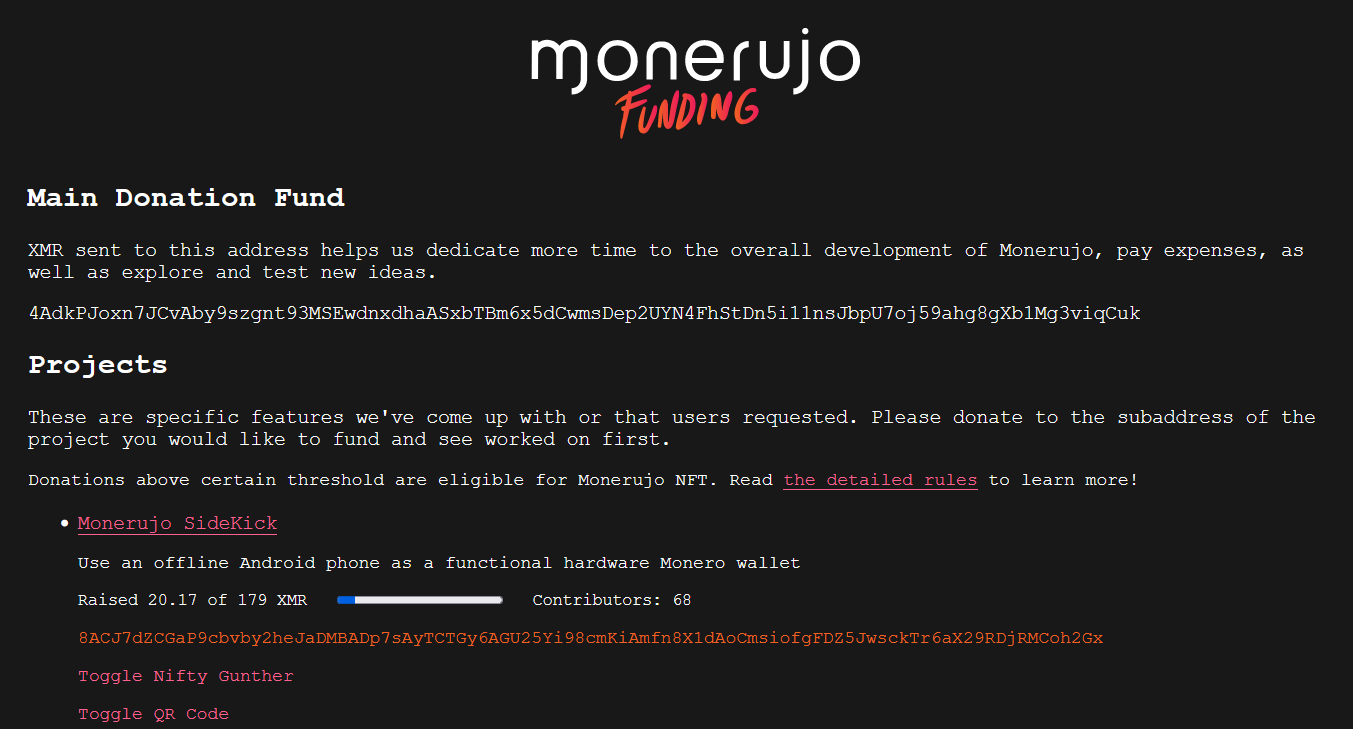 monerujo
FUNDING
Main Donation Fund
XMR sent to this address helps us dedicate more time to the overall development of Monerujo, pay expenses, as
well as explore and test new ideas.
4AdkPJoxn7JCvAby9szgnt93MSEwdnxdhaASxbTBm6x5dCwmsDep2UYN4FhStDn5i11nsJbpU7oj59ahg8gXb1Mg3viqCuk
Projects
These are specific features we've come up with or that users requested. Please donate to the subaddress of the
project you would like to fund and see worked on first.
Donations above certain threshold are eligible for Monerujo NFT. Read the detailed rules to learn more!
• Monerujo SideKick
Use an offline Android phone as a functional hardware Monero wallet
Raised 20.17 of 179 XMR Contributors: 68
8ACJ7dZCGaP9cbvby2heJaDMBADp7sAyTCTGy6AGU25Yi98cmKiAmfn8X1dAoCmsiofgFDZ5JwsckTr6aX29RDjRMCoh2Gx
Toggle Nifty Gunther
Toggle QR Code